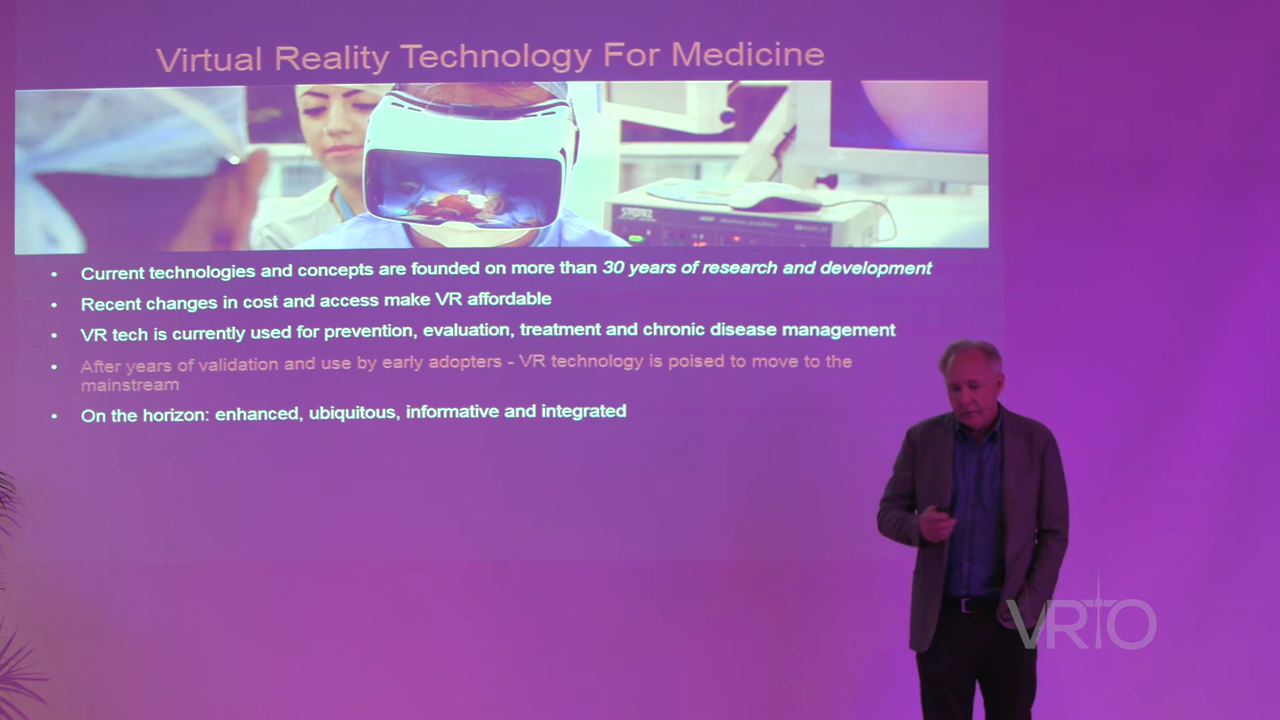 Virtual Reality Technology For Medicine
STORZ
• Current technologies and concepts are founded on more than 30 years of research and development
• Recent changes in cost and access make VR affordable
• VR tech is currently used for prevention, evaluation, treatment and chronic disease management
• After years of validation and use by early adopters - VR technology is poised to move to the
mainstream
• On the horizon: enhanced, ubiquitous, informative and integrated
VRTO